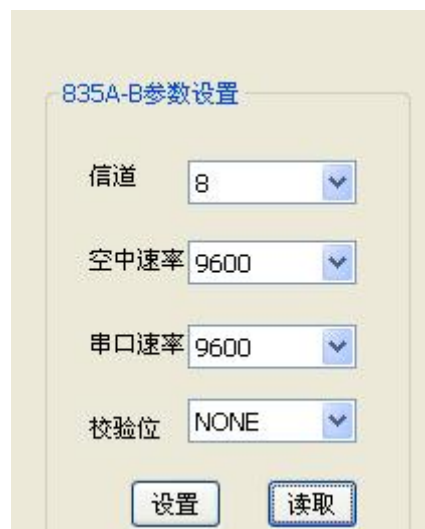 835A-B参数设置
信道 8
空中速率 9600
串口速率 9600
校验位 NONE
设置 读取